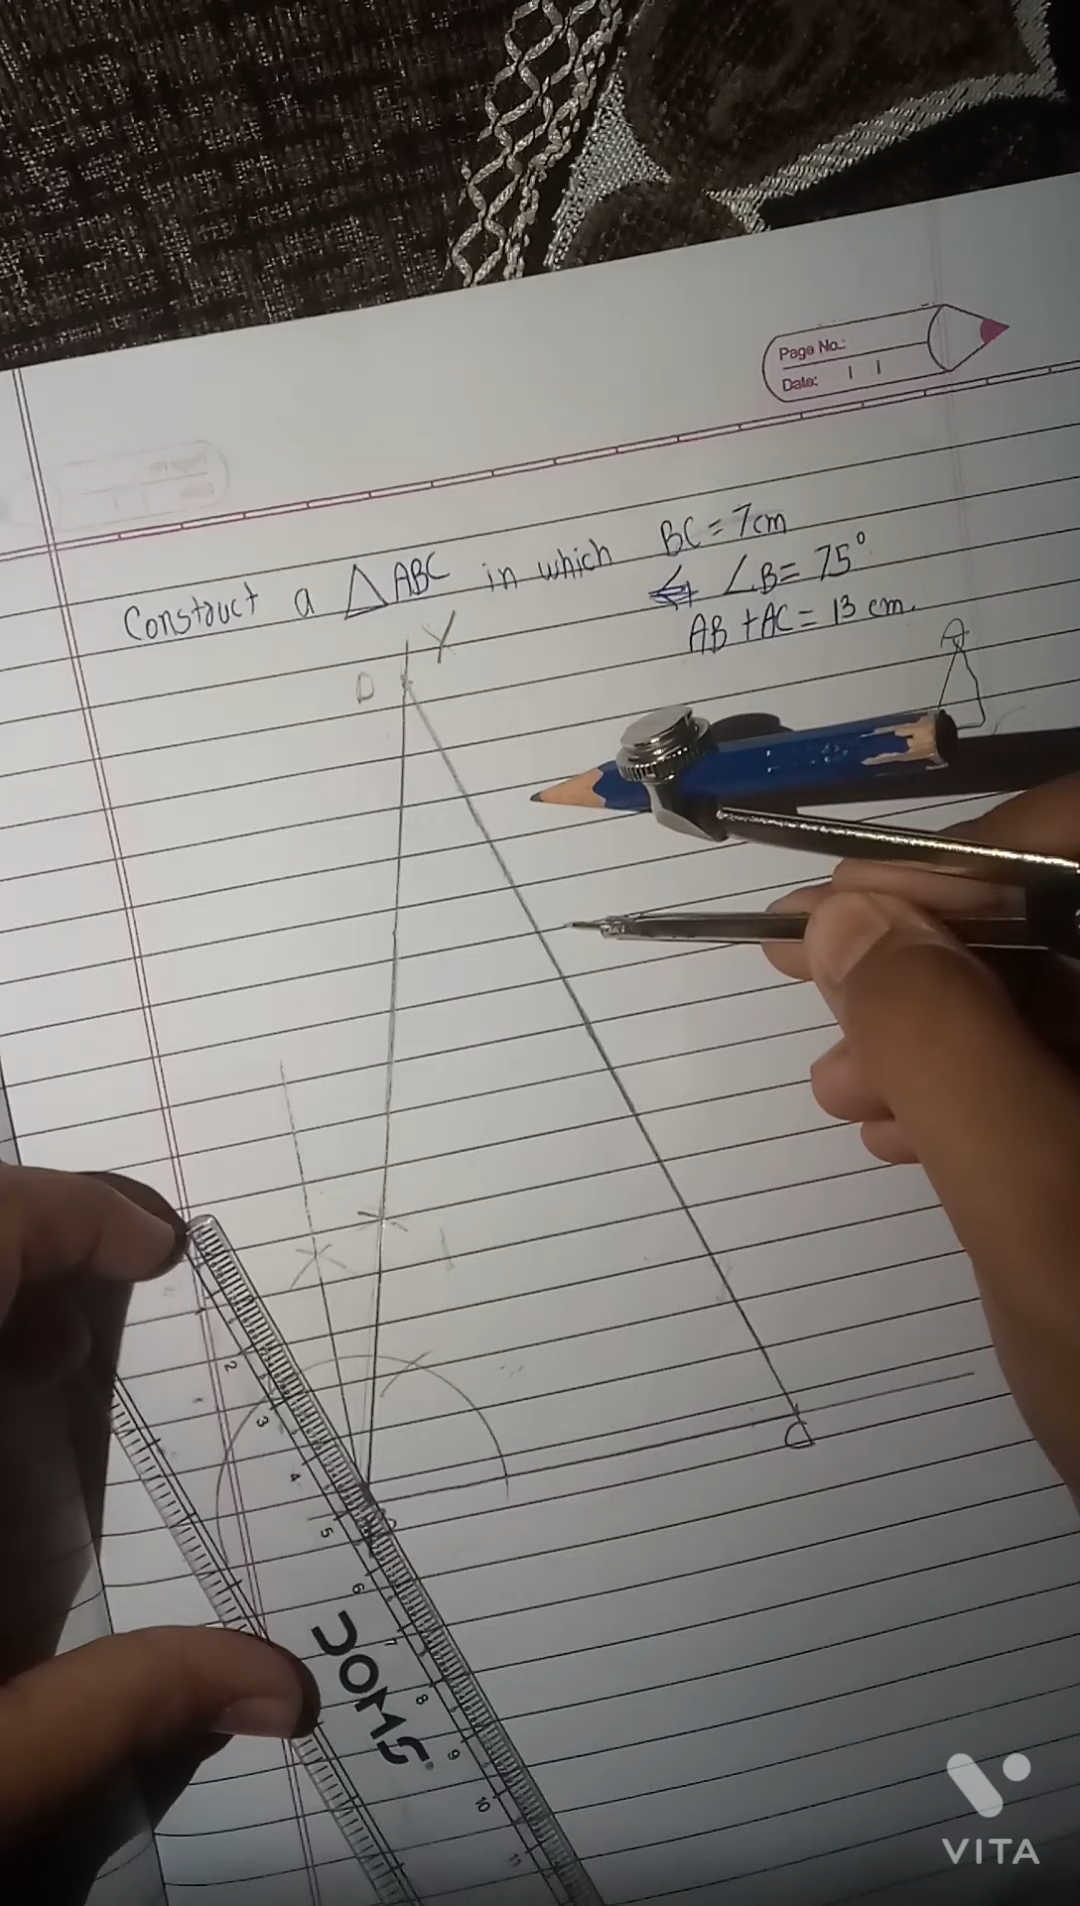 Page No.:
Date:
Construct a △ ABC in which BC = 7cm
∠B = 75°
AB + AC = 13 cm.
Y
D
A
C
2
3
4
5
6
7
8
9
10
11
DOMS
VITA